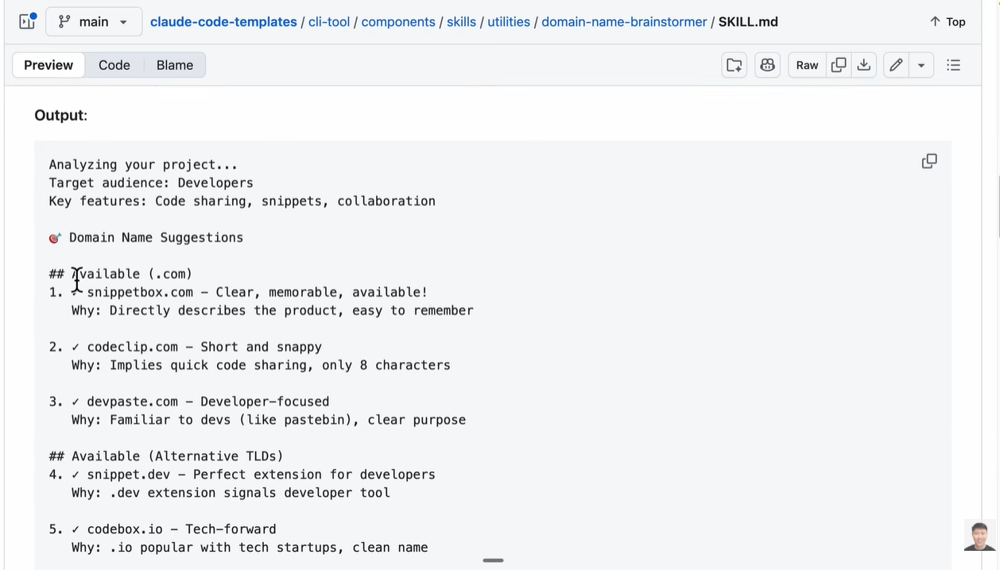 main
claude-code-templates / cli-tool / components / skills / utilities / domain-name-brainstormer / SKILL.md
↑ Top
Preview
Code
Blame
Raw
Output:
Analyzing your project...
Target audience: Developers
Key features: Code sharing, snippets, collaboration
🎯 Domain Name Suggestions
## Available (.com)
1. ✓ snippetbox.com – Clear, memorable, available!
Why: Directly describes the product, easy to remember
2. ✓ codeclip.com – Short and snappy
Why: Implies quick code sharing, only 8 characters
3. ✓ devpaste.com – Developer-focused
Why: Familiar to devs (like pastebin), clear purpose
## Available (Alternative TLDs)
4. ✓ snippet.dev – Perfect extension for developers
Why: .dev extension signals developer tool
5. ✓ codebox.io – Tech-forward
Why: .io popular with tech startups, clean name